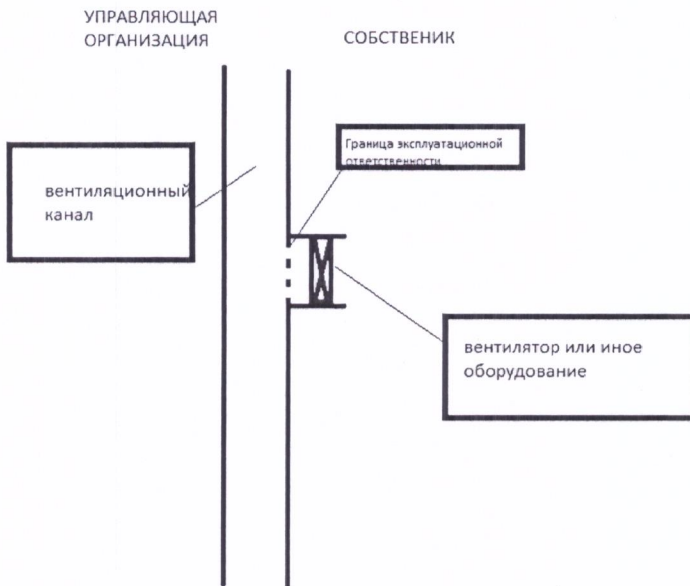 УПРАВЛЯЮЩАЯ
ОРГАНИЗАЦИЯ
СОБСТВЕНИК
Граница эксплуатационной
ответственности
вентиляционный
канал
вентилятор или иное
оборудование